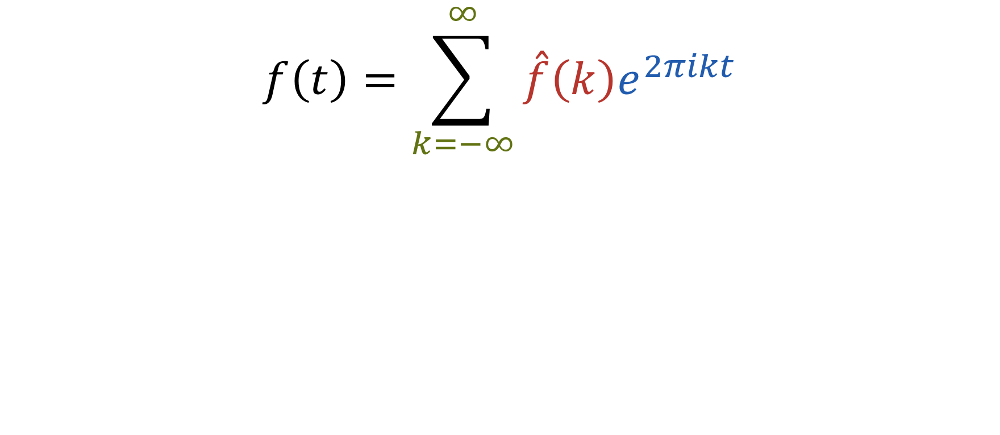 f(t) = ∑_{k=−∞}^{∞} f̂(k)e^{2πikt}